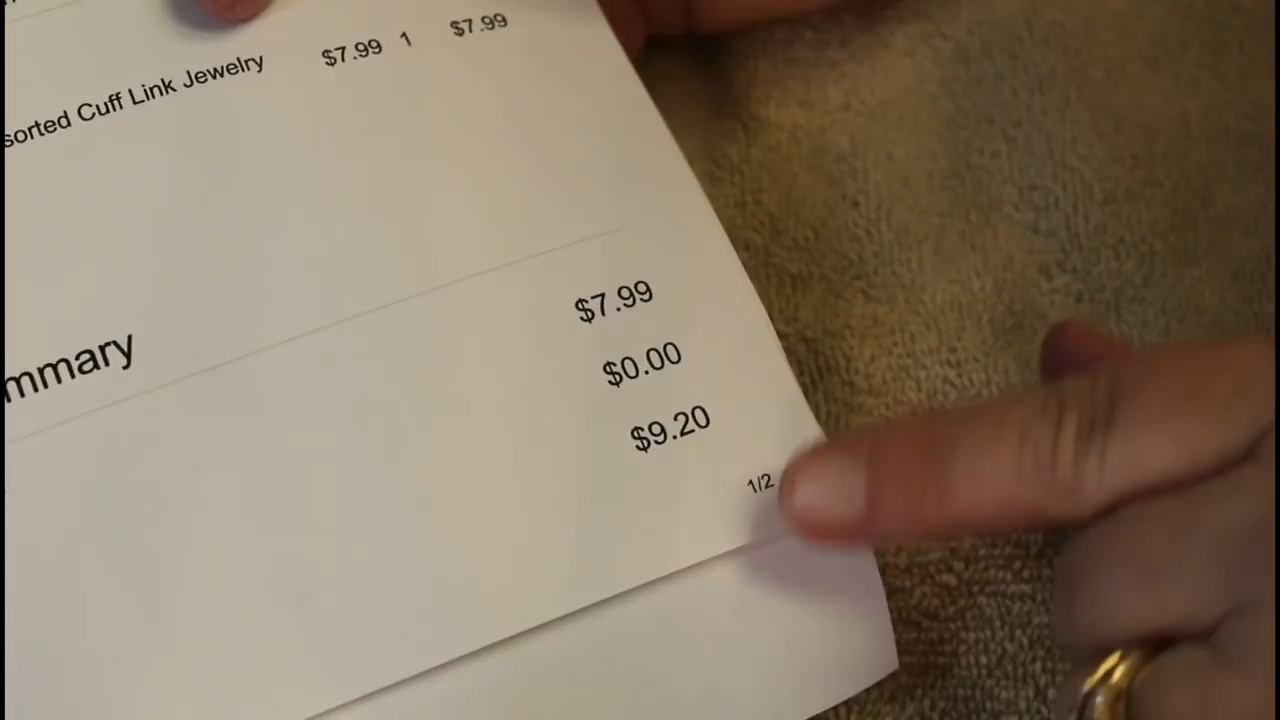 sorted Cuff Link Jewelry $7.99 1 $7.99
mmary
$7.99
$0.00
$9.20
1/2